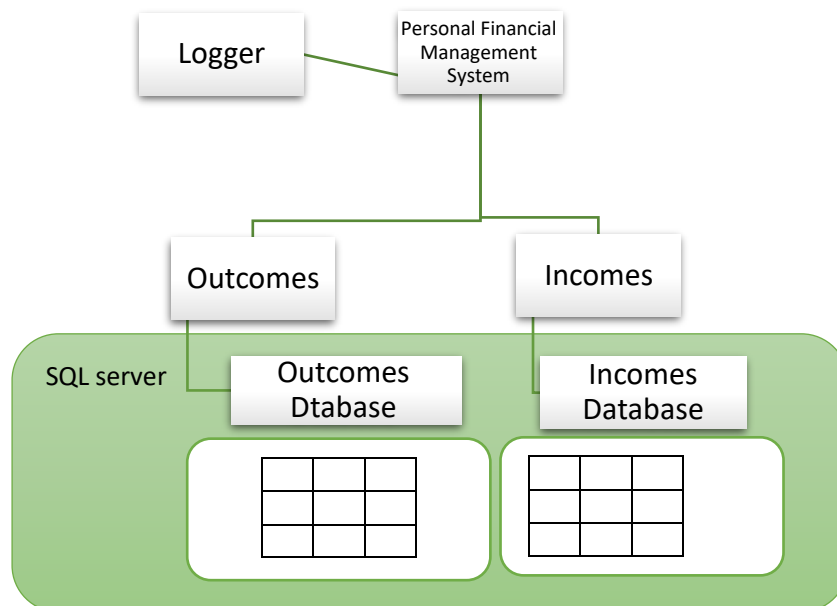 Logger
Personal Financial
Management
System
Outcomes
Incomes
SQL server
Outcomes
Dtabase
Incomes
Database